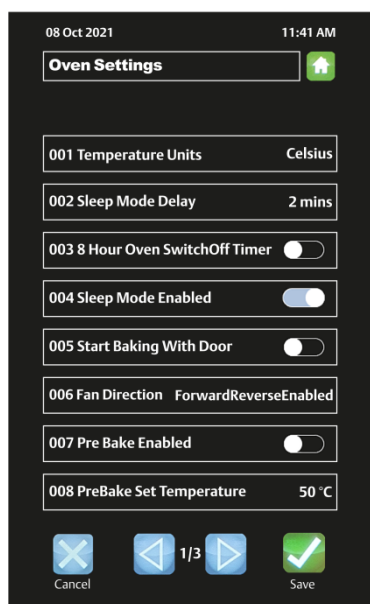 08 Oct 2021 11:41 AM
Oven Settings
001 Temperature Units Celsius
002 Sleep Mode Delay 2 mins
003 8 Hour Oven SwitchOff Timer
004 Sleep Mode Enabled
005 Start Baking With Door
006 Fan Direction ForwardReverseEnabled
007 Pre Bake Enabled
008 PreBake Set Temperature 50 °C
1/3
Cancel Save